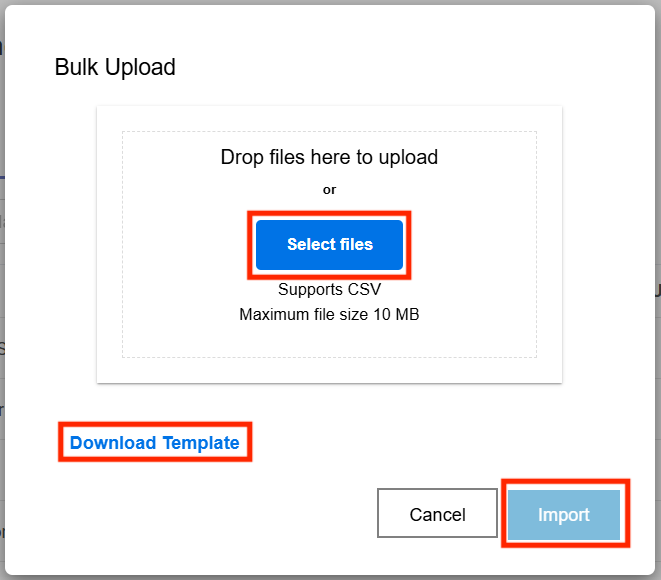 Bulk Upload
Drop files here to upload
or
Select files
Supports CSV
Maximum file size 10 MB
Download Template
Cancel
Import